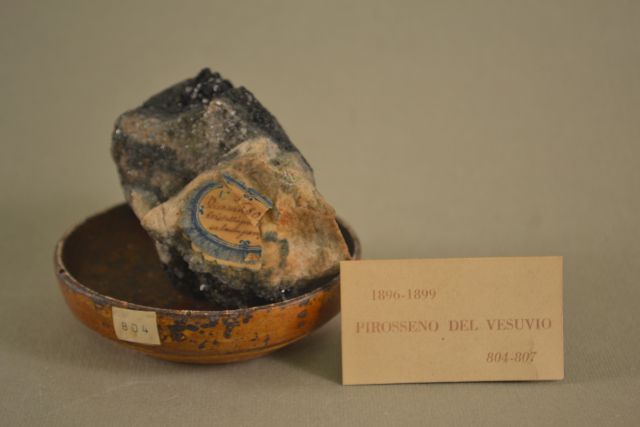 804
1896-1899
PIROSSENO DEL VESUVIO
804-807